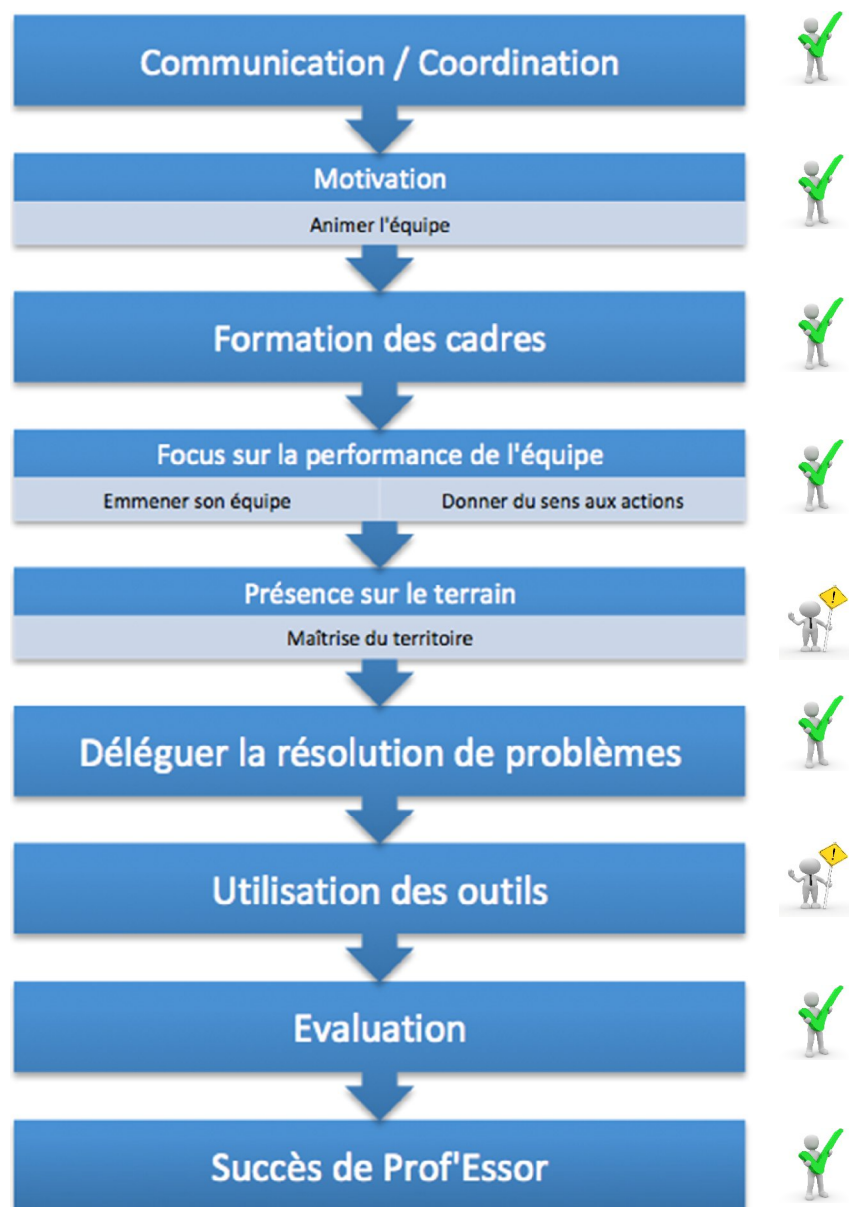 Communication / Coordination
Motivation
Animer l'équipe
Formation des cadres
Focus sur la performance de l'équipe
Emmener son équipe
Donner du sens aux actions
Présence sur le terrain
Maîtrise du territoire
Déléguer la résolution de problèmes
Utilisation des outils
Evaluation
Succès de Prof'Essor